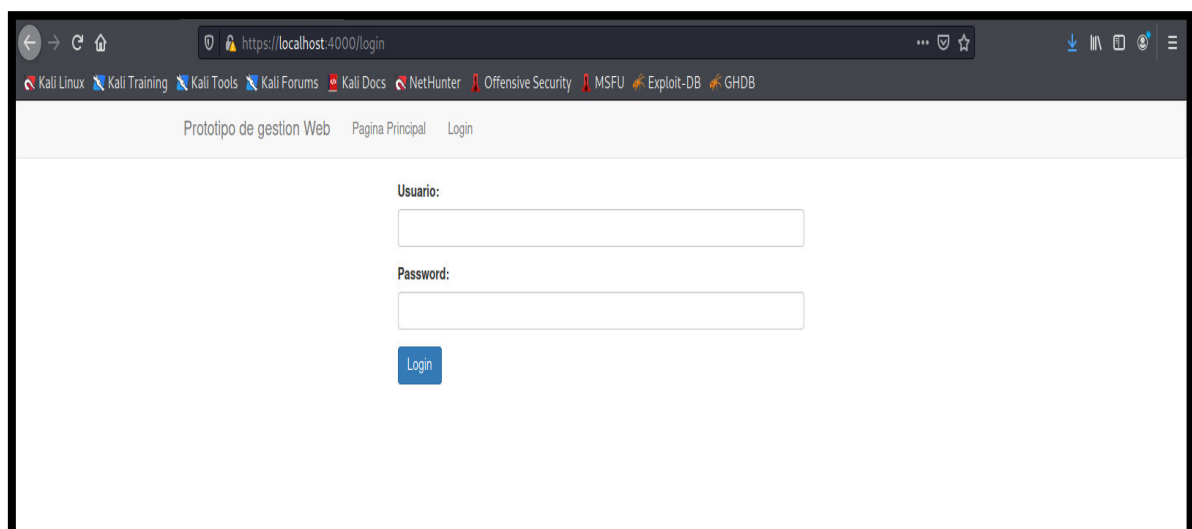 https://localhost:4000/login
Kali Linux Kali Training Kali Tools Kali Forums Kali Docs NetHunter Offensive Security MSFU Exploit-DB GHDB
Prototipo de gestion Web Pagina Principal Login
Usuario:
Password:
Login